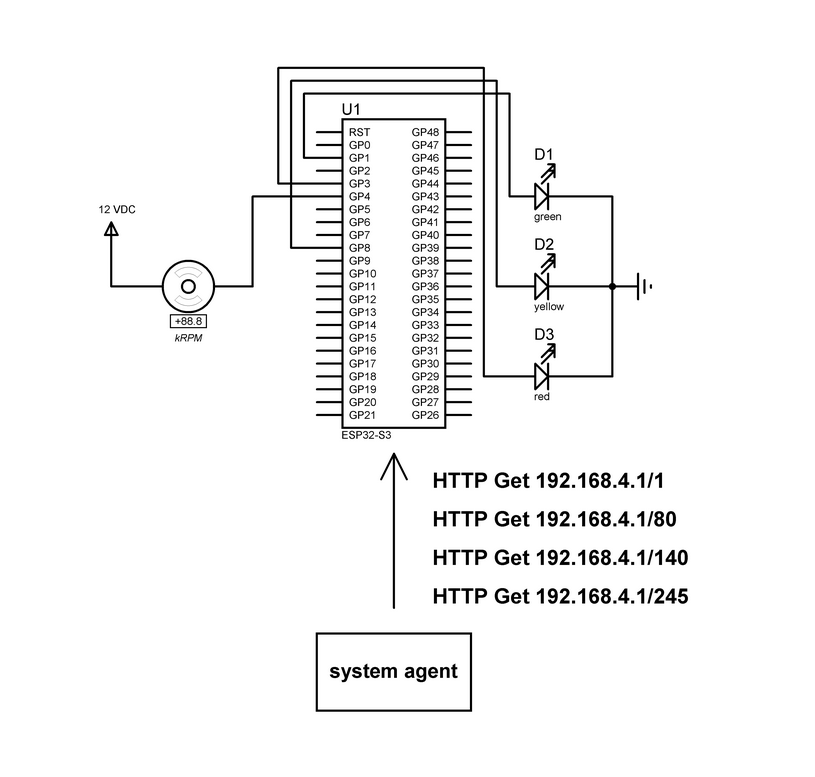 U1
RST GP48
GP0 GP47
GP1 GP46
GP2 GP45
GP3 GP44
GP4 GP43
GP5 GP42
GP6 GP41
GP7 GP40
GP8 GP39
GP9 GP38
GP10 GP37
GP11 GP36
GP12 GP35
GP13 GP34
GP14 GP33
GP15 GP32
GP16 GP31
GP17 GP30
GP18 GP29
GP19 GP28
GP20 GP27
GP21 GP26
ESP32-S3
12 VDC
+88.8
kRPM
D1
green
D2
yellow
D3
red
HTTP Get 192.168.4.1/1
HTTP Get 192.168.4.1/80
HTTP Get 192.168.4.1/140
HTTP Get 192.168.4.1/245
system agent